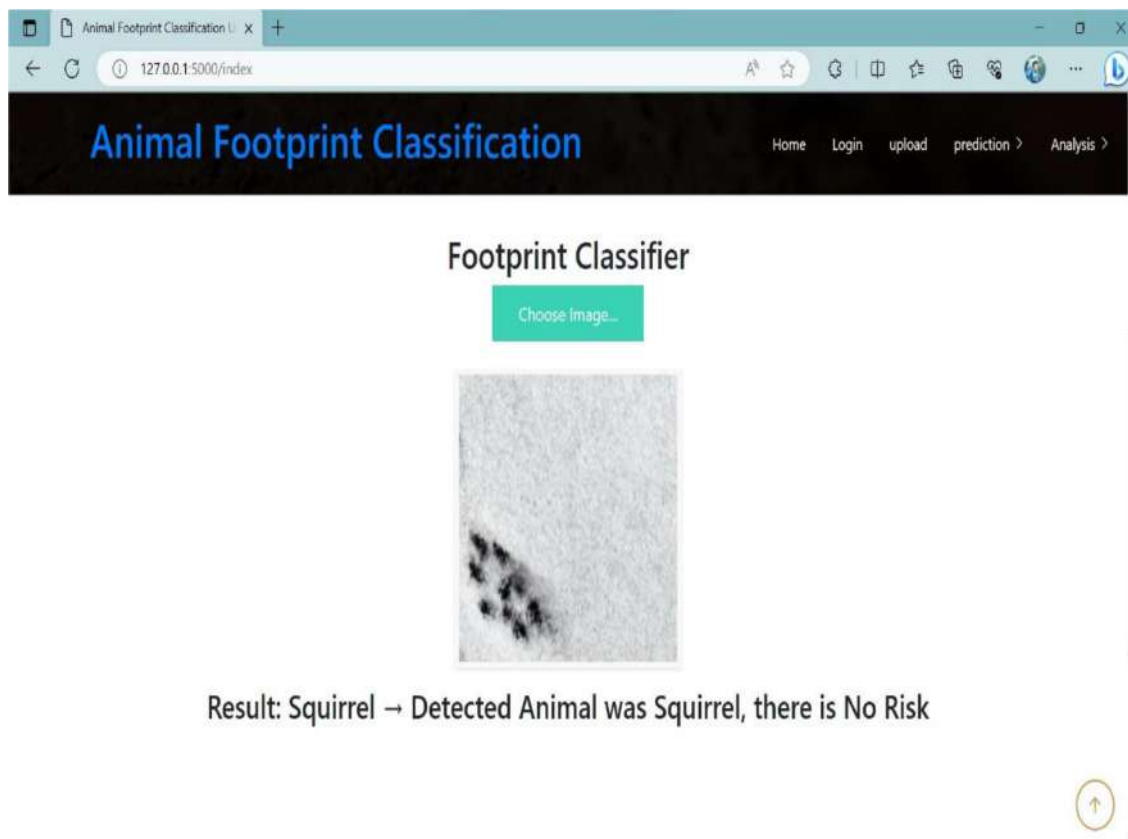 Animal Footprint Classification U
127.0.0.1:5000/index
Animal Footprint Classification
Home Login upload prediction > Analysis >
Footprint Classifier
Choose Image...
Result: Squirrel → Detected Animal was Squirrel, there is No Risk